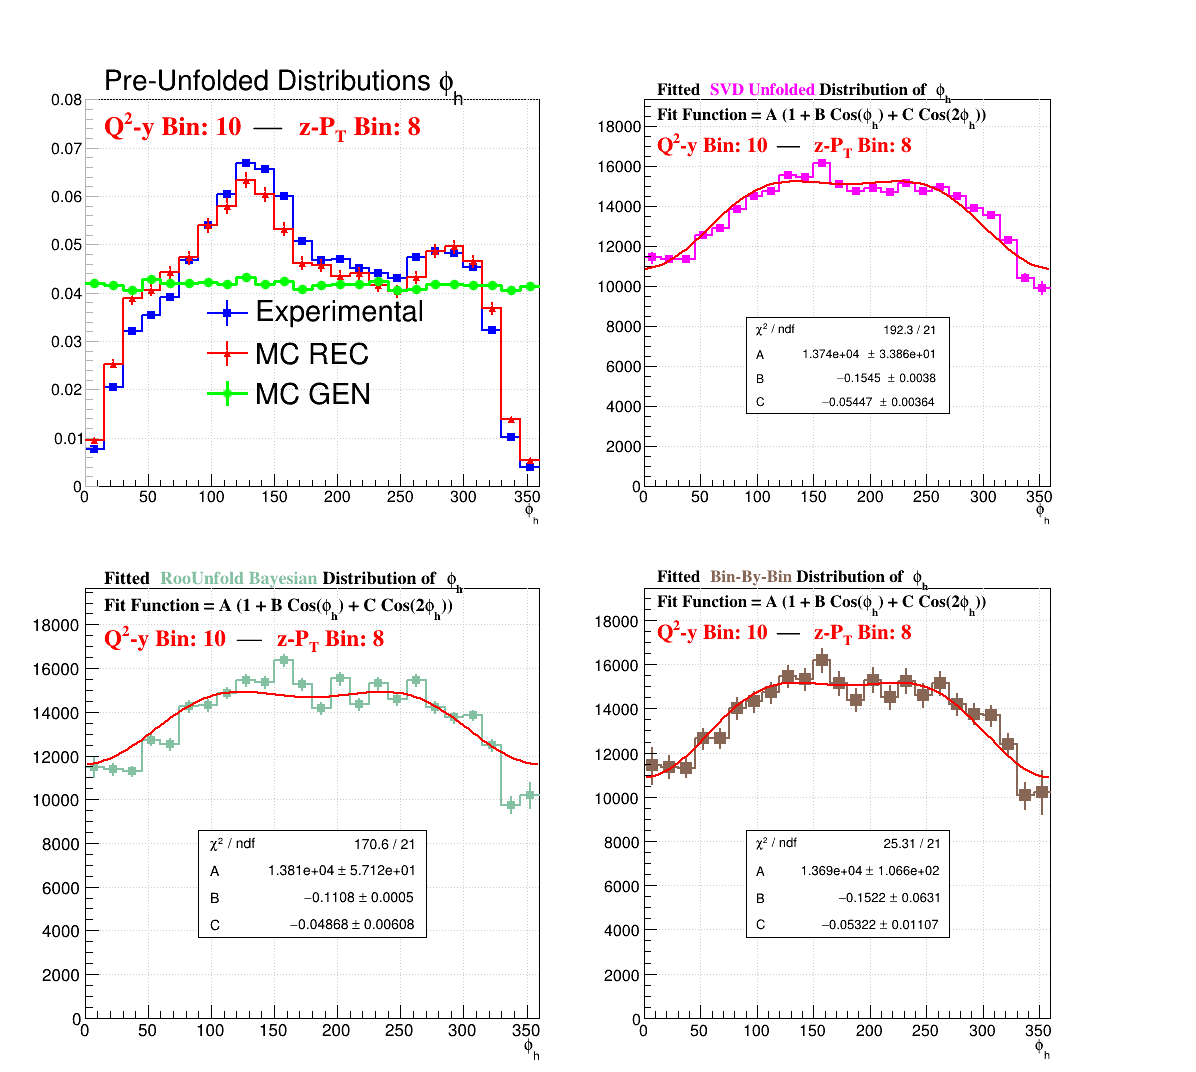 Pre-Unfolded Distributions ϕh
Q2-y Bin: 10 — z-PT Bin: 8
0.08
0.07
0.06
0.05
0.04
0.03
0.02
0.01
0
Experimental
MC REC
MC GEN
0 50 100 150 200 250 300 350
ϕh
Fitted SVD Unfolded Distribution of ϕh
Fit Function = A (1 + B Cos(ϕh) + C Cos(2ϕh))
Q2-y Bin: 10 — z-PT Bin: 8
18000
16000
14000
12000
10000
8000
6000
4000
2000
0
χ2 / ndf 192.3 / 21
A 1.374e+04 ± 3.386e+01
B −0.1545 ± 0.0038
C −0.05447 ± 0.00364
0 50 100 150 200 250 300 350
ϕh
Fitted RooUnfold Bayesian Distribution of ϕh
Fit Function = A (1 + B Cos(ϕh) + C Cos(2ϕh))
Q2-y Bin: 10 — z-PT Bin: 8
18000
16000
14000
12000
10000
8000
6000
4000
2000
0
χ2 / ndf 170.6 / 21
A 1.381e+04 ± 5.712e+01
B −0.1108 ± 0.0005
C −0.04868 ± 0.00608
0 50 100 150 200 250 300 350
ϕh
Fitted Bin-By-Bin Distribution of ϕh
Fit Function = A (1 + B Cos(ϕh) + C Cos(2ϕh))
Q2-y Bin: 10 — z-PT Bin: 8
18000
16000
14000
12000
10000
8000
6000
4000
2000
0
χ2 / ndf 25.31 / 21
A 1.369e+04 ± 1.066e+02
B −0.1522 ± 0.0631
C −0.05322 ± 0.01107
0 50 100 150 200 250 300 350
ϕh